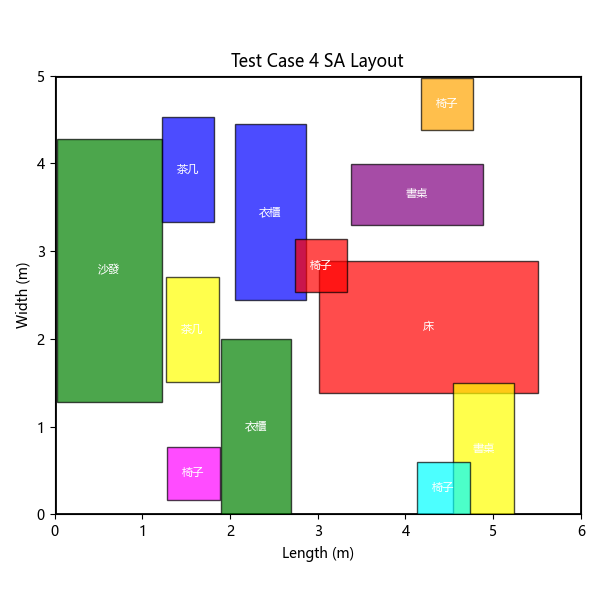 Test Case 4 SA Layout
5
椅子
茶几
4
書桌
衣櫃
沙發
椅子
3
床
茶几
2
衣櫃
1
書桌
椅子
椅子
0
0 1 2 3 4 5 6
Width (m)
Length (m)